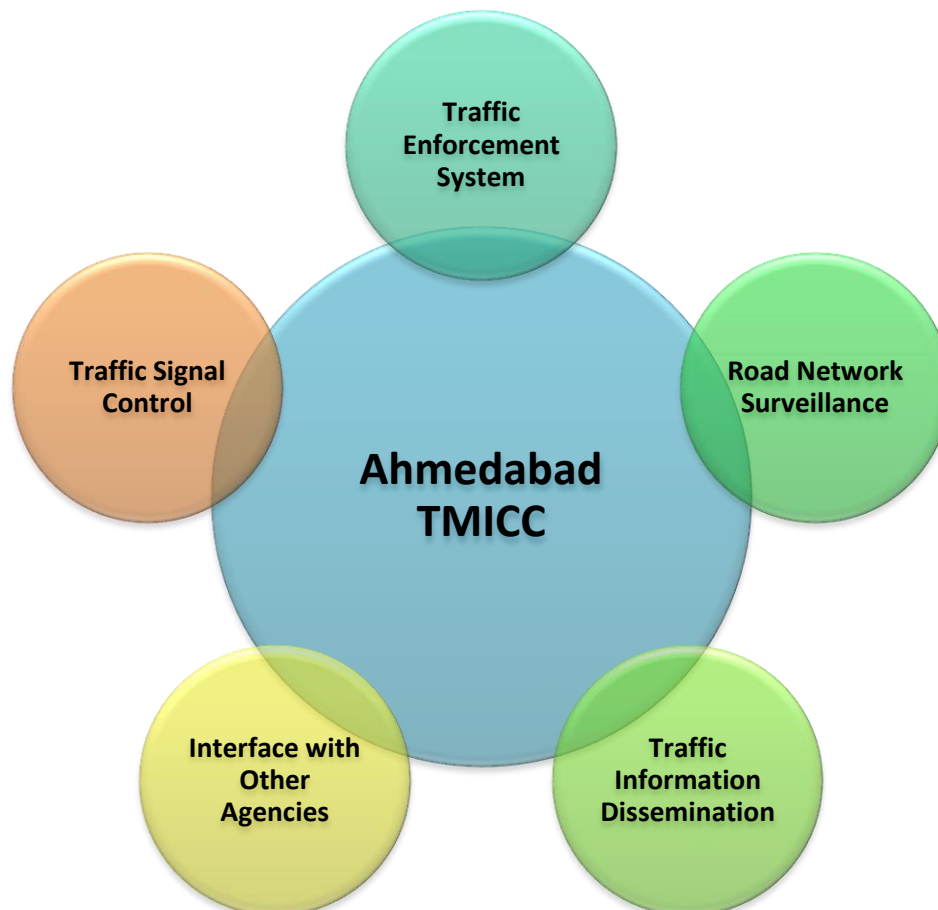 Traffic
Enforcement
System
Traffic Signal
Control
Road Network
Surveillance
Ahmedabad
TMICC
Interface with
Other
Agencies
Traffic
Information
Dissemination